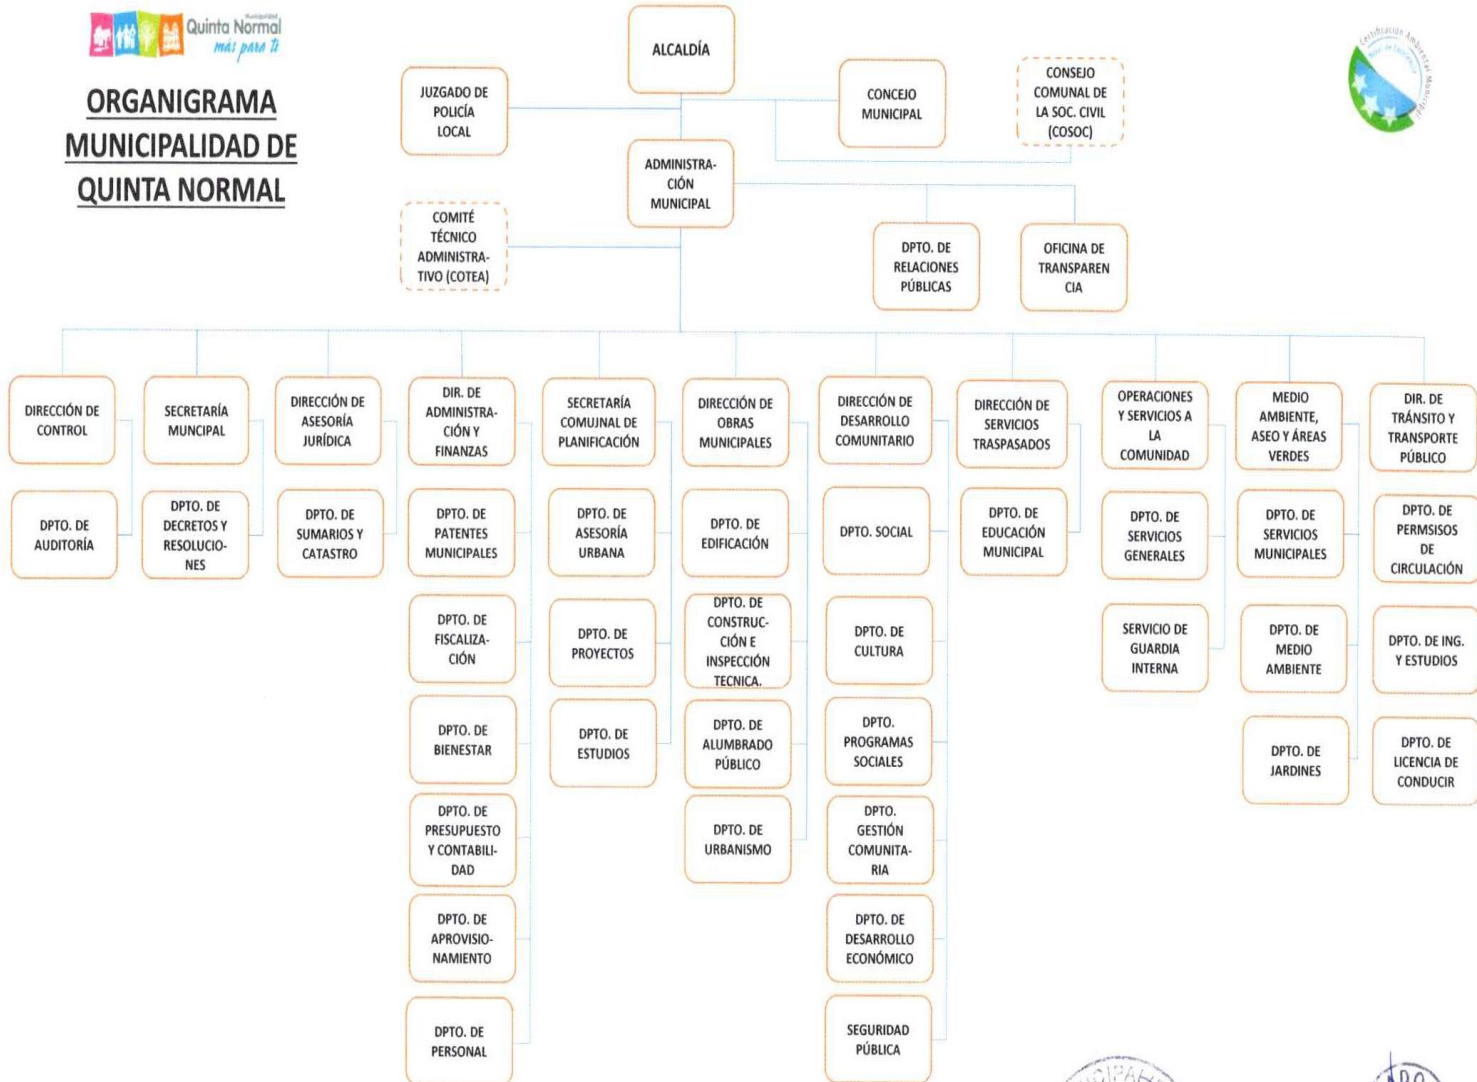 Municipalidad
Quinta Normal
más para ti
ORGANIGRAMA
MUNICIPALIDAD DE
QUINTA NORMAL
ALCALDÍA
JUZGADO DE
POLICÍA
LOCAL
CONCEJO
MUNICIPAL
CONSEJO
COMUNAL DE
LA SOC. CIVIL
(COSOC)
Certificación Ambiental Municipal
Nivel de Excelencia
ADMINISTRA-
CIÓN
MUNICIPAL
COMITÉ
TÉCNICO
ADMINISTRA-
TIVO (COTEA)
DPTO. DE
RELACIONES
PÚBLICAS
OFICINA DE
TRANSPAREN
CIA
DIRECCIÓN DE
CONTROL
SECRETARÍA
MUNCIPAL
DIRECCIÓN DE
ASESORÍA
JURÍDICA
DIR. DE
ADMINISTRA-
CIÓN Y
FINANZAS
SECRETARÍA
COMUJNAL DE
PLANIFICACIÓN
DIRECCIÓN DE
OBRAS
MUNICIPALES
DIRECCIÓN DE
DESARROLLO
COMUNITARIO
DIRECCIÓN DE
SERVICIOS
TRASPASADOS
OPERACIONES
Y SERVICIOS A
LA
COMUNIDAD
MEDIO
AMBIENTE,
ASEO Y ÁREAS
VERDES
DIR. DE
TRÁNSITO Y
TRANSPORTE
PÚBLICO
DPTO. DE
AUDITORÍA
DPTO. DE
DECRETOS Y
RESOLUCIO-
NES
DPTO. DE
SUMARIOS Y
CATASTRO
DPTO. DE
PATENTES
MUNICIPALES
DPTO. DE
ASESORÍA
URBANA
DPTO. DE
EDIFICACIÓN
DPTO. SOCIAL
DPTO. DE
EDUCACIÓN
MUNICIPAL
DPTO. DE
SERVICIOS
GENERALES
DPTO. DE
SERVICIOS
MUNICIPALES
DPTO. DE
PERMSISOS
DE
CIRCULACIÓN
DPTO. DE
FISCALIZA-
CIÓN
DPTO. DE
PROYECTOS
DPTO. DE
CONSTRUC-
CIÓN E
INSPECCIÓN
TECNICA.
DPTO. DE
CULTURA
SERVICIO DE
GUARDIA
INTERNA
DPTO. DE
MEDIO
AMBIENTE
DPTO. DE ING.
Y ESTUDIOS
DPTO. DE
BIENESTAR
DPTO. DE
ESTUDIOS
DPTO. DE
ALUMBRADO
PÚBLICO
DPTO.
PROGRAMAS
SOCIALES
DPTO. DE
JARDINES
DPTO. DE
LICENCIA DE
CONDUCIR
DPTO. DE
PRESUPUESTO
Y CONTABILI-
DAD
DPTO. DE
URBANISMO
DPTO.
GESTIÓN
COMUNITA-
RIA
DPTO. DE
APROVISIO-
NAMIENTO
DPTO. DE
DESARROLLO
ECONÓMICO
DPTO. DE
PERSONAL
SEGURIDAD
PÚBLICA